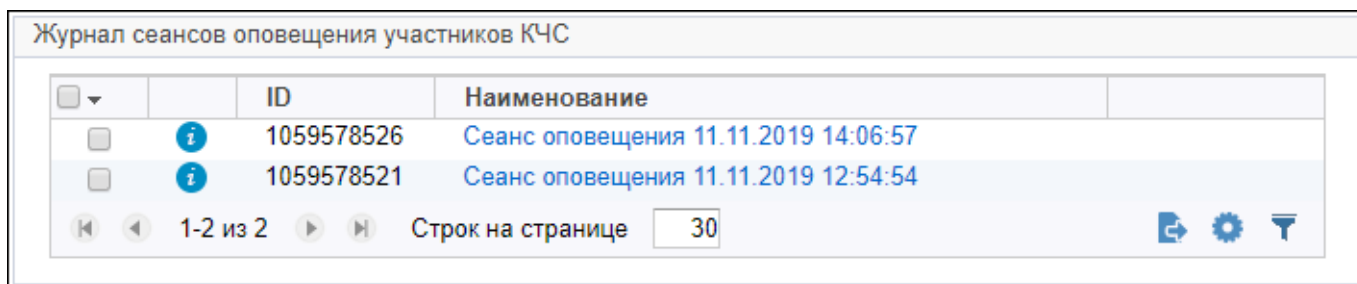 Журнал сеансов оповещения участников КЧС
ID Наименование
1059578526 Сеанс оповещения 11.11.2019 14:06:57
1059578521 Сеанс оповещения 11.11.2019 12:54:54
1-2 из 2 Строк на странице 30